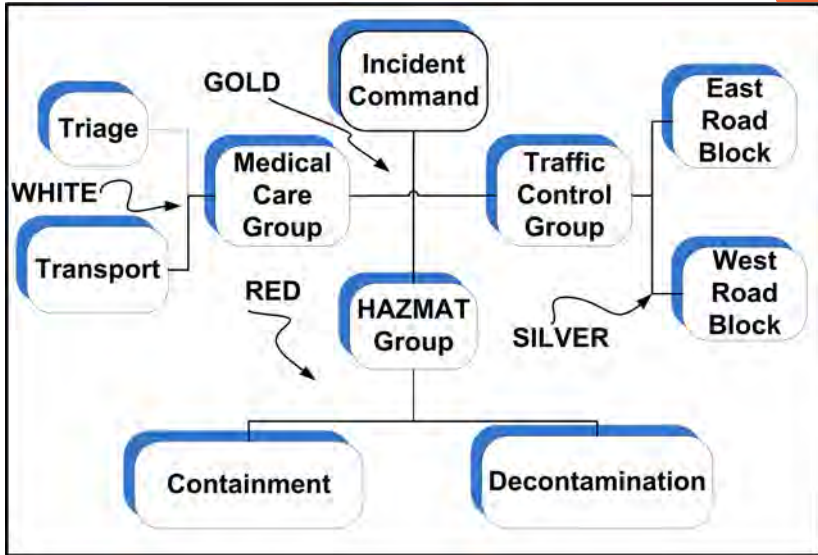 Incident
Command
GOLD
East
Road
Block
Triage
Medical
Care
Group
Traffic
Control
Group
WHITE
Transport
RED
HAZMAT
Group
SILVER
West
Road
Block
Containment
Decontamination